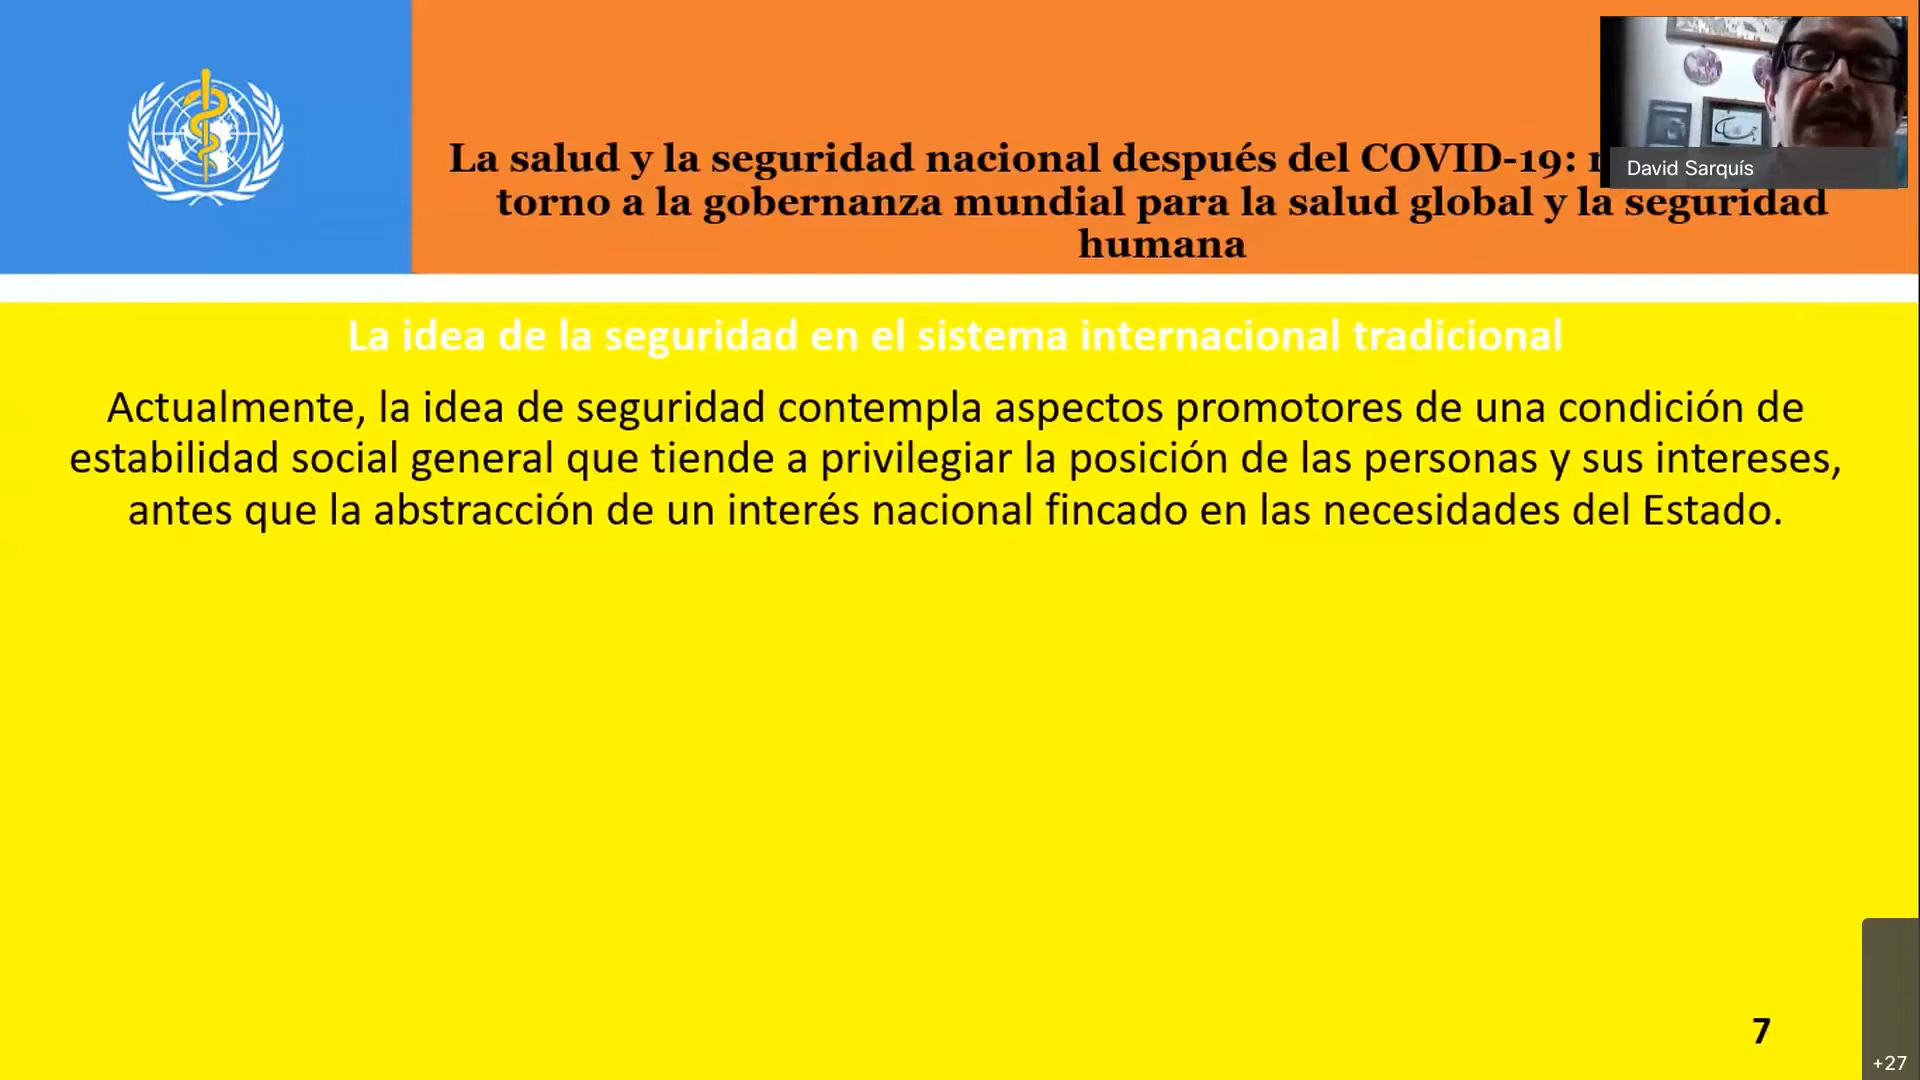 La salud y la seguridad nacional después del COVID-19:
torno a la gobernanza mundial para la salud global y la seguridad
humana
David Sarquís
La idea de la seguridad en el sistema internacional tradicional
Actualmente, la idea de seguridad contempla aspectos promotores de una condición de
estabilidad social general que tiende a privilegiar la posición de las personas y sus intereses,
antes que la abstracción de un interés nacional fincado en las necesidades del Estado.
7
+27